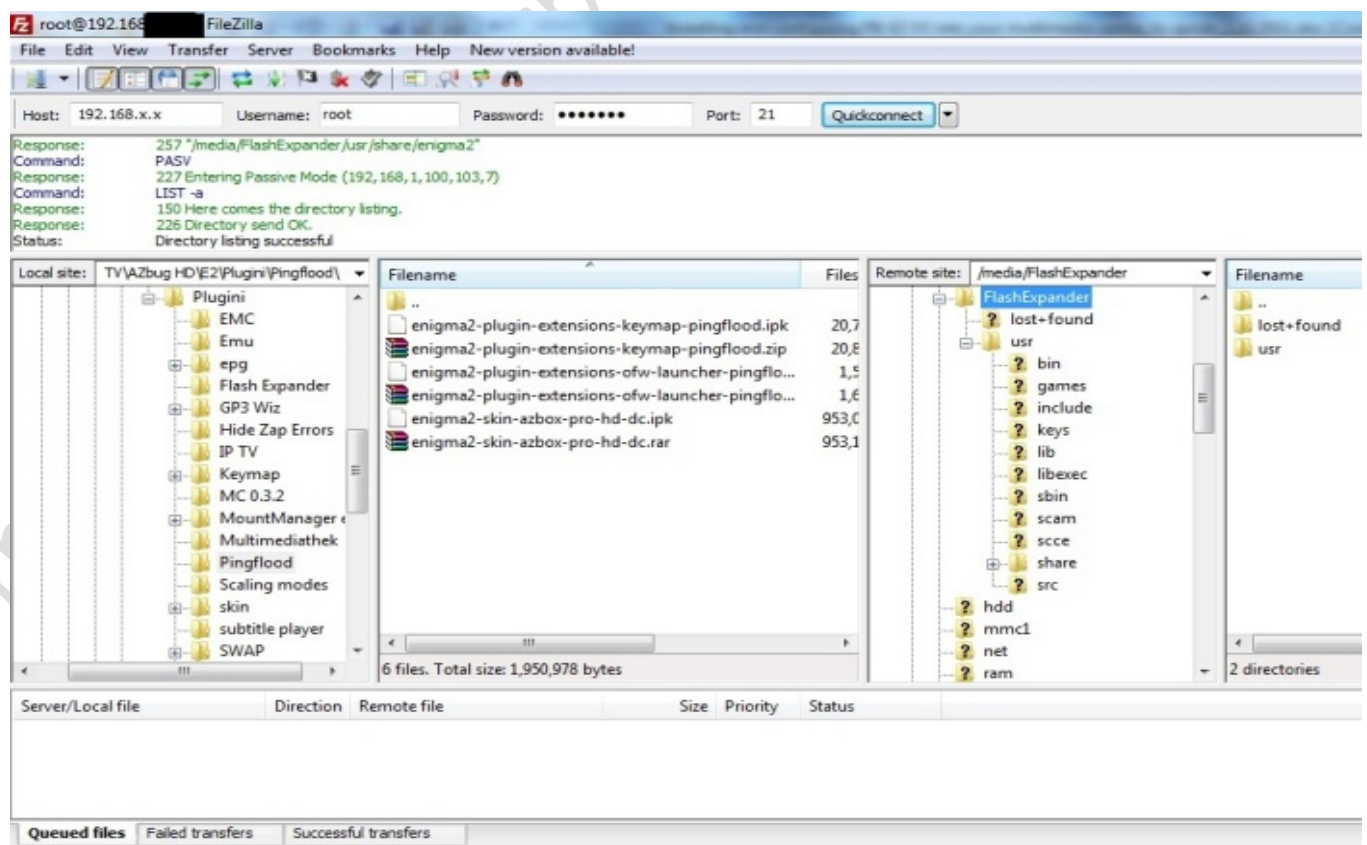 root@192.168 FileZilla
File Edit View Transfer Server Bookmarks Help New version available!
Host: 192.168.x.x Username: root Password: ●●●●●●● Port: 21 Quickconnect
Response: 257 "/media/FlashExpander/usr/share/enigma2"
Command: PASV
Response: 227 Entering Passive Mode (192,168,1,100,103,7)
Command: LIST -a
Response: 150 Here comes the directory listing.
Response: 226 Directory send OK.
Status: Directory listing successful
Local site: TV\AZbug HD\E2\Plugini\Pingflood\
Plugini
EMC
Emu
epg
Flash Expander
GP3 Wiz
Hide Zap Errors
IP TV
Keymap
MC 0.3.2
MountManager e
Multimediathek
Pingflood
Scaling modes
skin
subtitle player
SWAP
Filename Files
..
enigma2-plugin-extensions-keymap-pingflood.ipk 20,7
enigma2-plugin-extensions-keymap-pingflood.zip 20,8
enigma2-plugin-extensions-ofw-launcher-pingflo... 1,5
enigma2-plugin-extensions-ofw-launcher-pingflo... 1,6
enigma2-skin-azbox-pro-hd-dc.ipk 953,0
enigma2-skin-azbox-pro-hd-dc.rar 953,1
6 files. Total size: 1,950,978 bytes
Remote site: /media/FlashExpander
FlashExpander
lost+found
usr
bin
games
include
keys
lib
libexec
sbin
scam
scce
share
src
hdd
mmc1
net
ram
Filename
..
lost+found
usr
2 directories
Server/Local file Direction Remote file Size Priority Status
Queued files Failed transfers Successful transfers